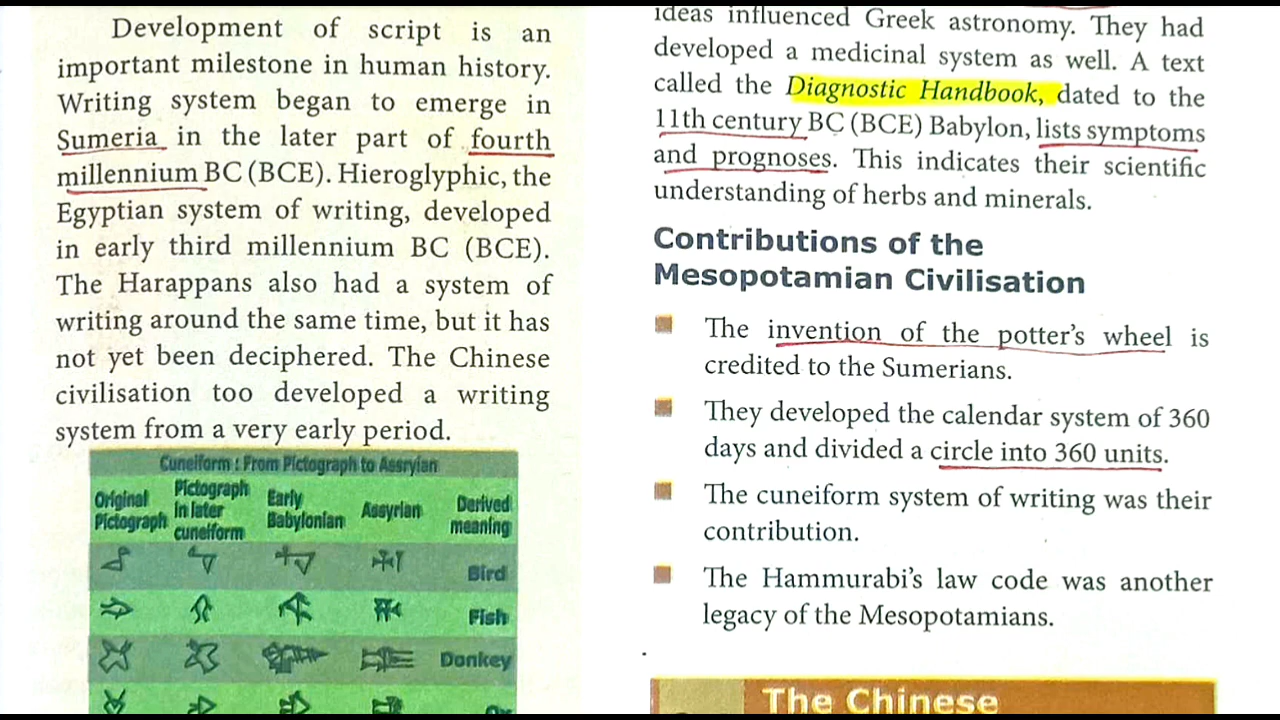 Development of script is an
important milestone in human history.
Writing system began to emerge in
Sumeria in the later part of fourth
millennium BC (BCE). Hieroglyphic, the
Egyptian system of writing, developed
in early third millennium BC (BCE).
The Harappans also had a system of
writing around the same time, but it has
not yet been deciphered. The Chinese
civilisation too developed a writing
system from a very early period.
Cuneiform : From Pictograph to Assryian
Original Pictograph
Pictograph in later cuneiform
Early Babylonian
Assyrian
Derived meaning
Bird
Fish
Donkey
Ox
ideas influenced Greek astronomy. They had
developed a medicinal system as well. A text
called the Diagnostic Handbook, dated to the
11th century BC (BCE) Babylon, lists symptoms
and prognoses. This indicates their scientific
understanding of herbs and minerals.
Contributions of the
Mesopotamian Civilisation
The invention of the potter's wheel is
credited to the Sumerians.
They developed the calendar system of 360
days and divided a circle into 360 units.
The cuneiform system of writing was their
contribution.
The Hammurabi's law code was another
legacy of the Mesopotamians.
The Chinese